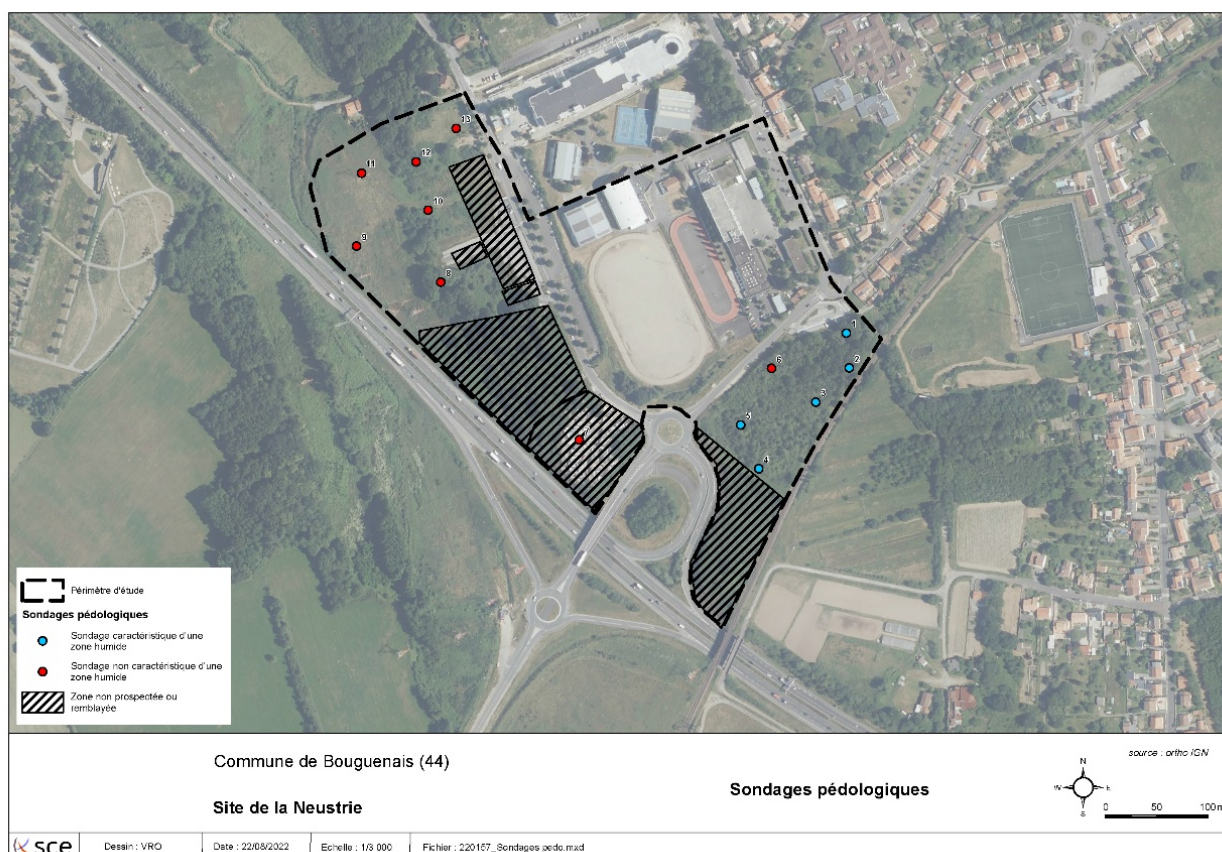 13
12
11
10
9
8
1
2
6
3
5
7
4
Périmètre d'étude
Sondages pédologiques
Sondage caractéristique d'une
zone humide
Sondage non caractéristique d'une
zone humide
Zone non prospectée ou
remblayée
Commune de Bouguenais (44)
Site de la Neustrie
Sondages pédologiques
source : ortho IGN
N
W E
S
0 50 100m
sce
Dessin : VRO
Date : 22/08/2022
Echelle : 1/3 000
Fichier : 220157_Sondages pedo.mxd